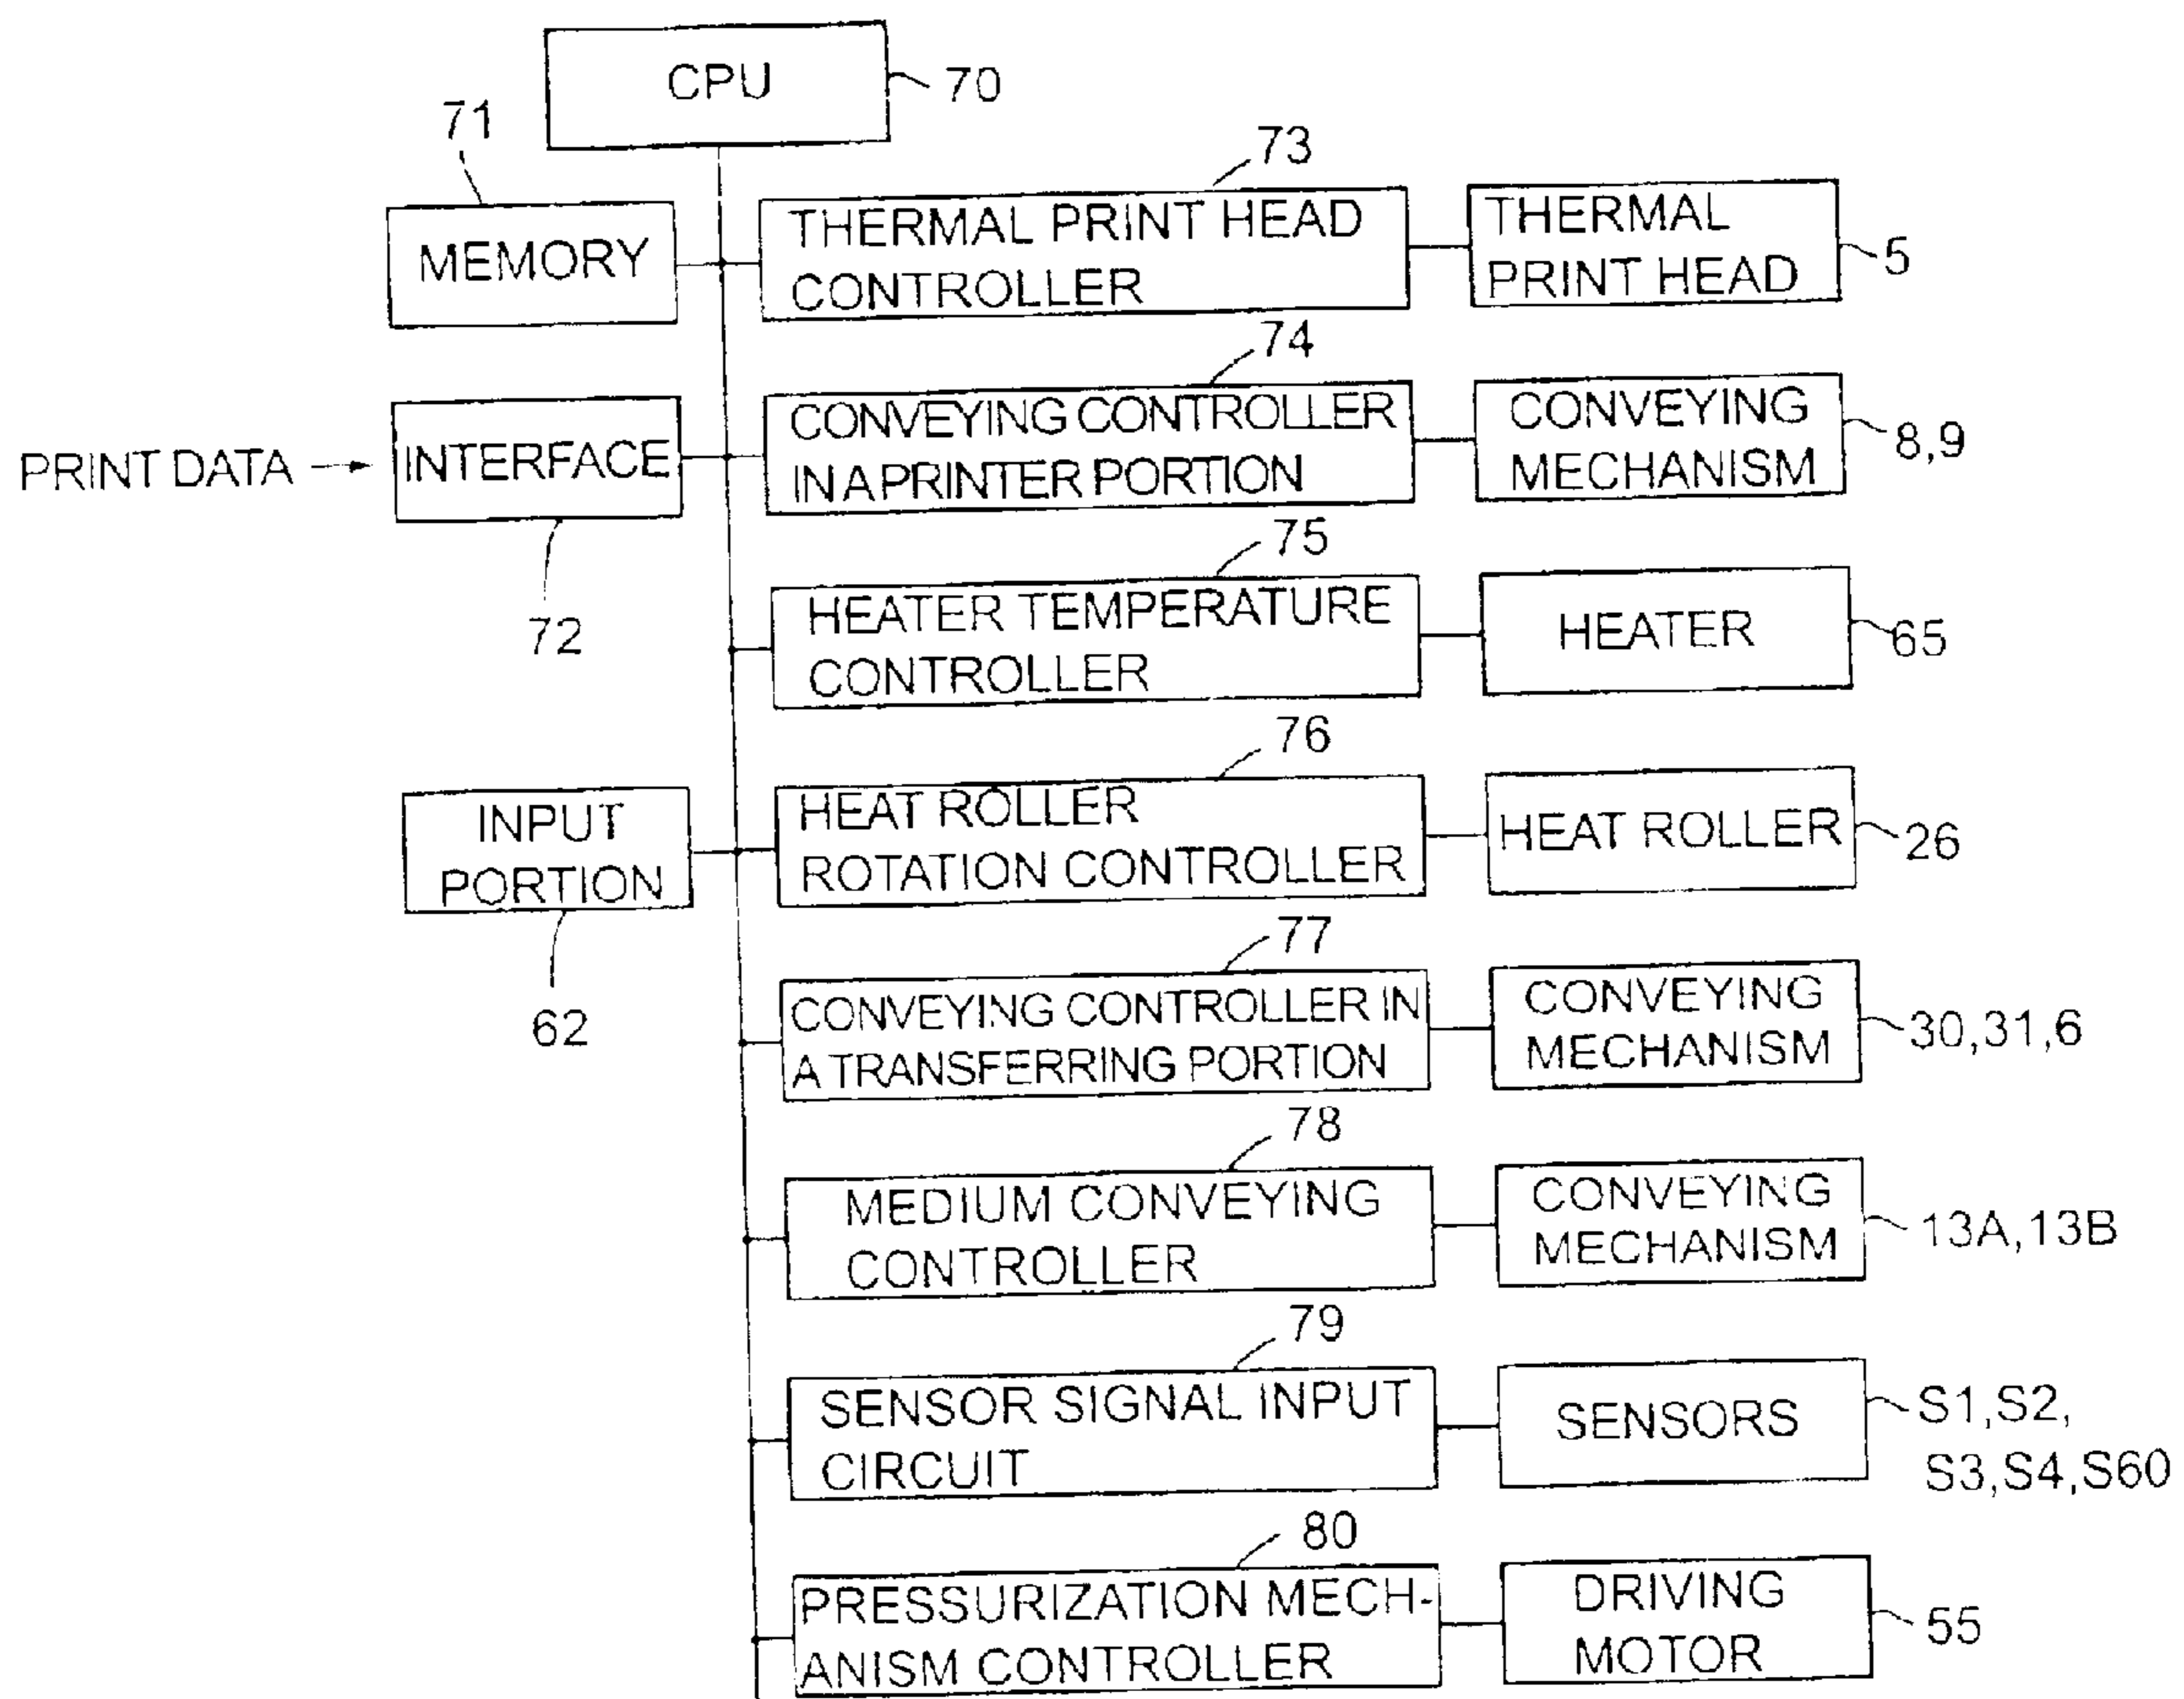 CPU
70
71
73
MEMORY
THERMAL PRINT HEAD
CONTROLLER
THERMAL
PRINT HEAD
5
74
PRINT DATA
INTERFACE
72
CONVEYING CONTROLLER
IN A PRINTER PORTION
CONVEYING
MECHANISM
8,9
75
HEATER TEMPERATURE
CONTROLLER
HEATER
65
76
INPUT
PORTION
62
HEAT ROLLER
ROTATION CONTROLLER
HEAT ROLLER
26
77
CONVEYING CONTROLLER IN
A TRANSFERRING PORTION
CONVEYING
MECHANISM
30,31,6
78
MEDIUM CONVEYING
CONTROLLER
CONVEYING
MECHANISM
13A,13B
79
SENSOR SIGNAL INPUT
CIRCUIT
SENSORS
S1,S2,
S3,S4,S60
80
PRESSURIZATION MECH-
ANISM CONTROLLER
DRIVING
MOTOR
55